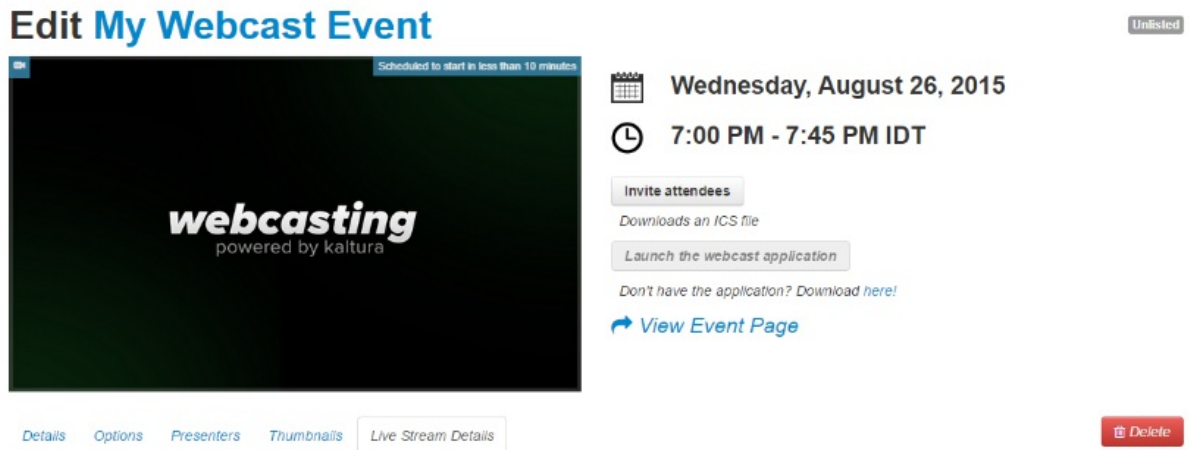 Edit My Webcast Event
Unlisted
Scheduled to start in less than 10 minutes
webcasting
powered by kaltura
Wednesday, August 26, 2015
7:00 PM - 7:45 PM IDT
Invite attendees
Downloads an ICS file
Launch the webcast application
Don't have the application? Download here!
View Event Page
Details Options Presenters Thumbnails Live Stream Details
Delete